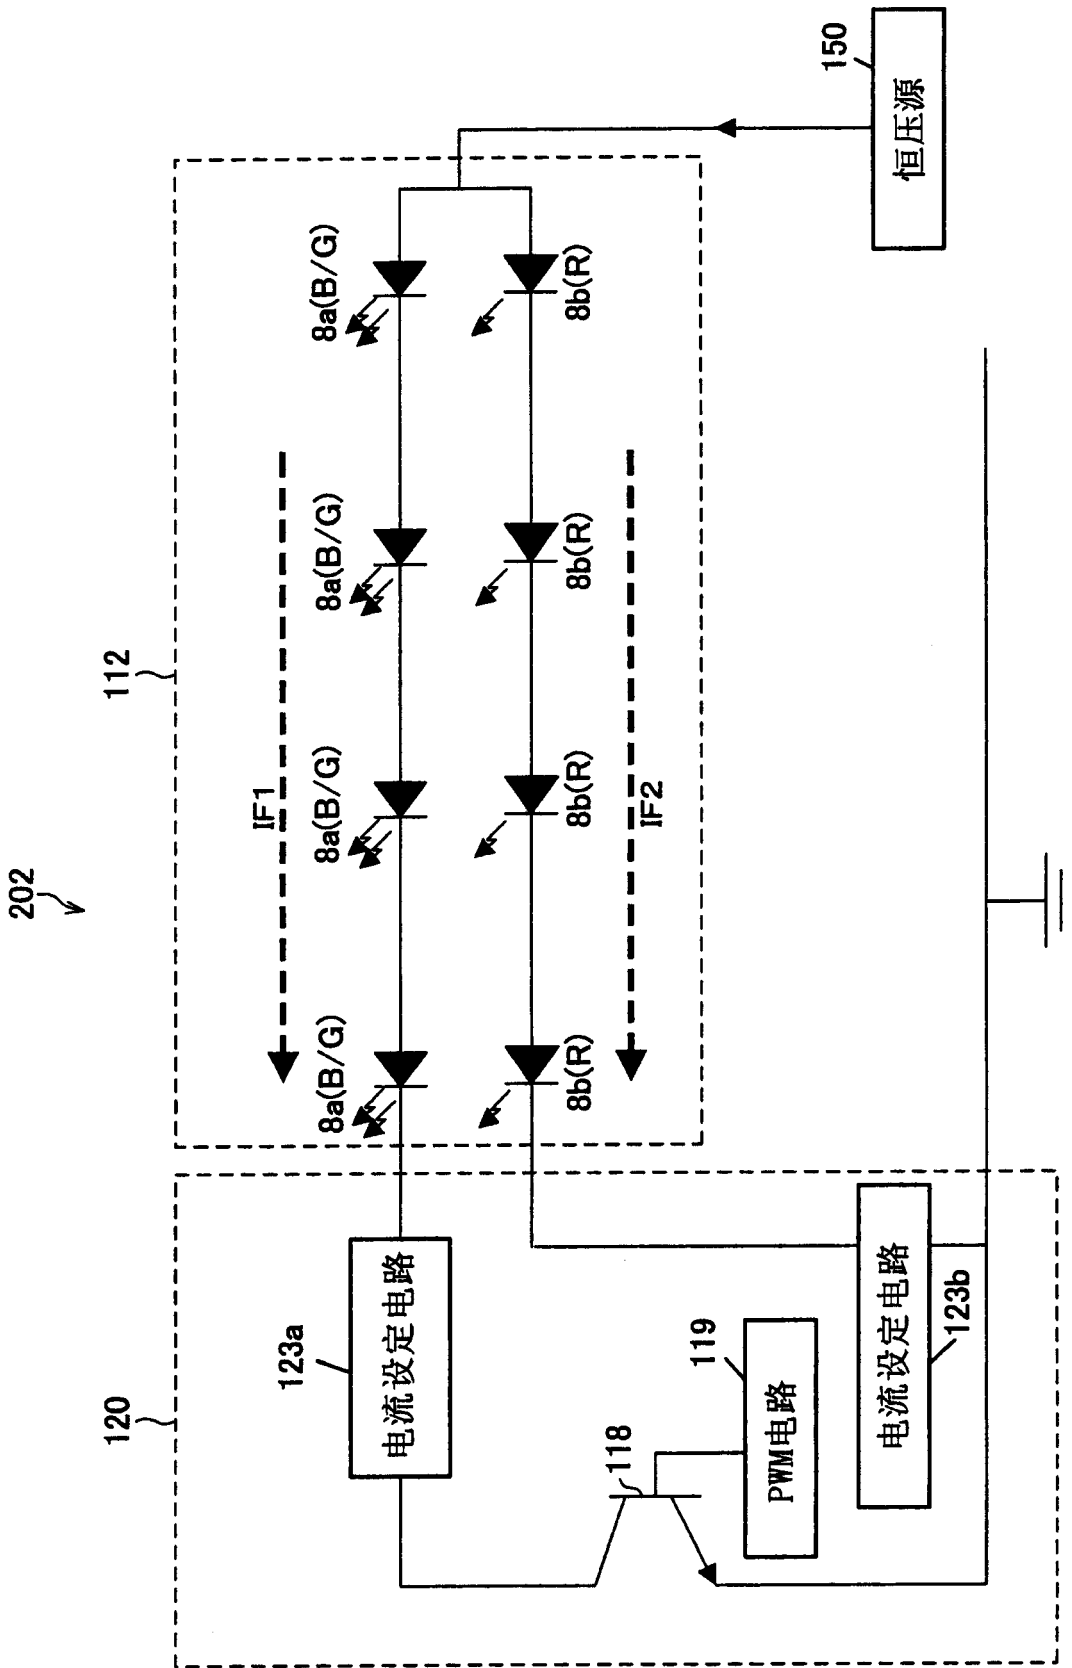 202
112
IF1
8a(B/G)
8a(B/G)
8a(B/G)
8a(B/G)
8b(R)
8b(R)
8b(R)
8b(R)
IF2
150
恒压源
120
123a
电流设定电路
118
119
PWM电路
电流设定电路
123b